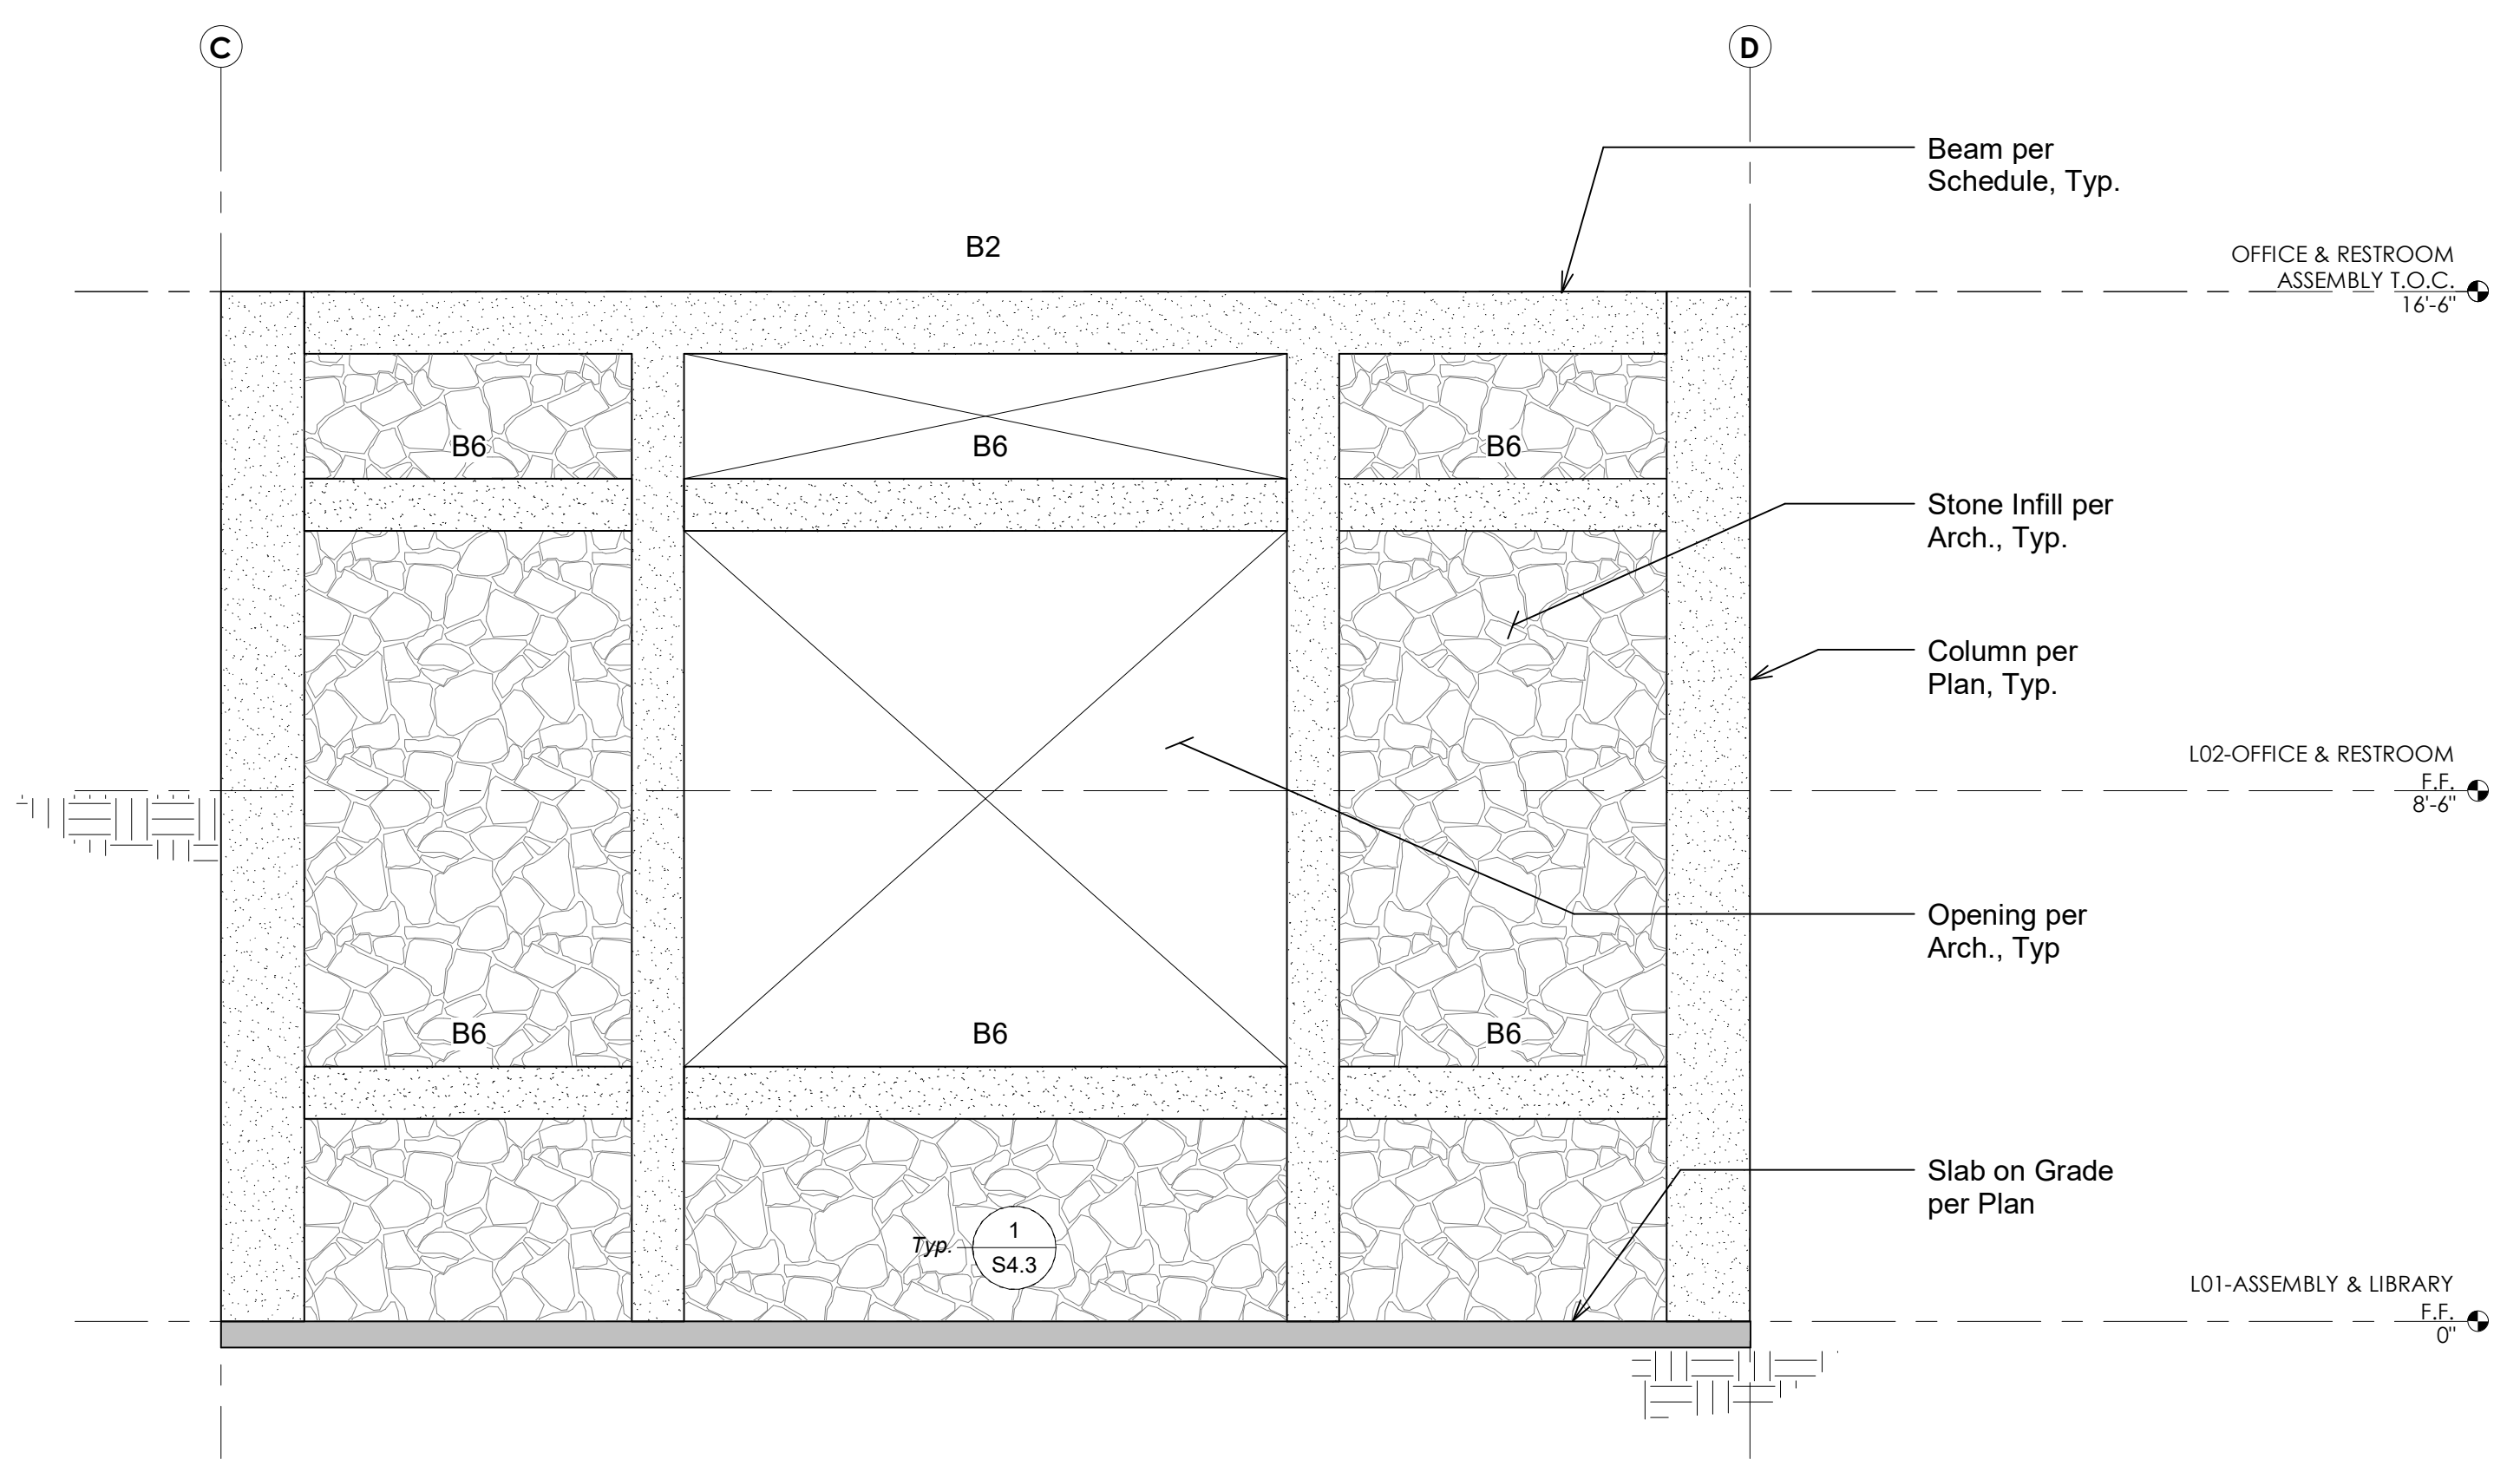 C
D
Beam per
Schedule, Typ.
B2
OFFICE & RESTROOM
ASSEMBLY T.O.C.
16'-6"
B6
B6
B6
Stone Infill per
Arch., Typ.
Column per
Plan, Typ.
L02-OFFICE & RESTROOM
F.F.
8'-6"
Opening per
Arch., Typ
B6
B6
B6
Slab on Grade
per Plan
Typ.
1
S4.3
L01-ASSEMBLY & LIBRARY
F.F.
0"